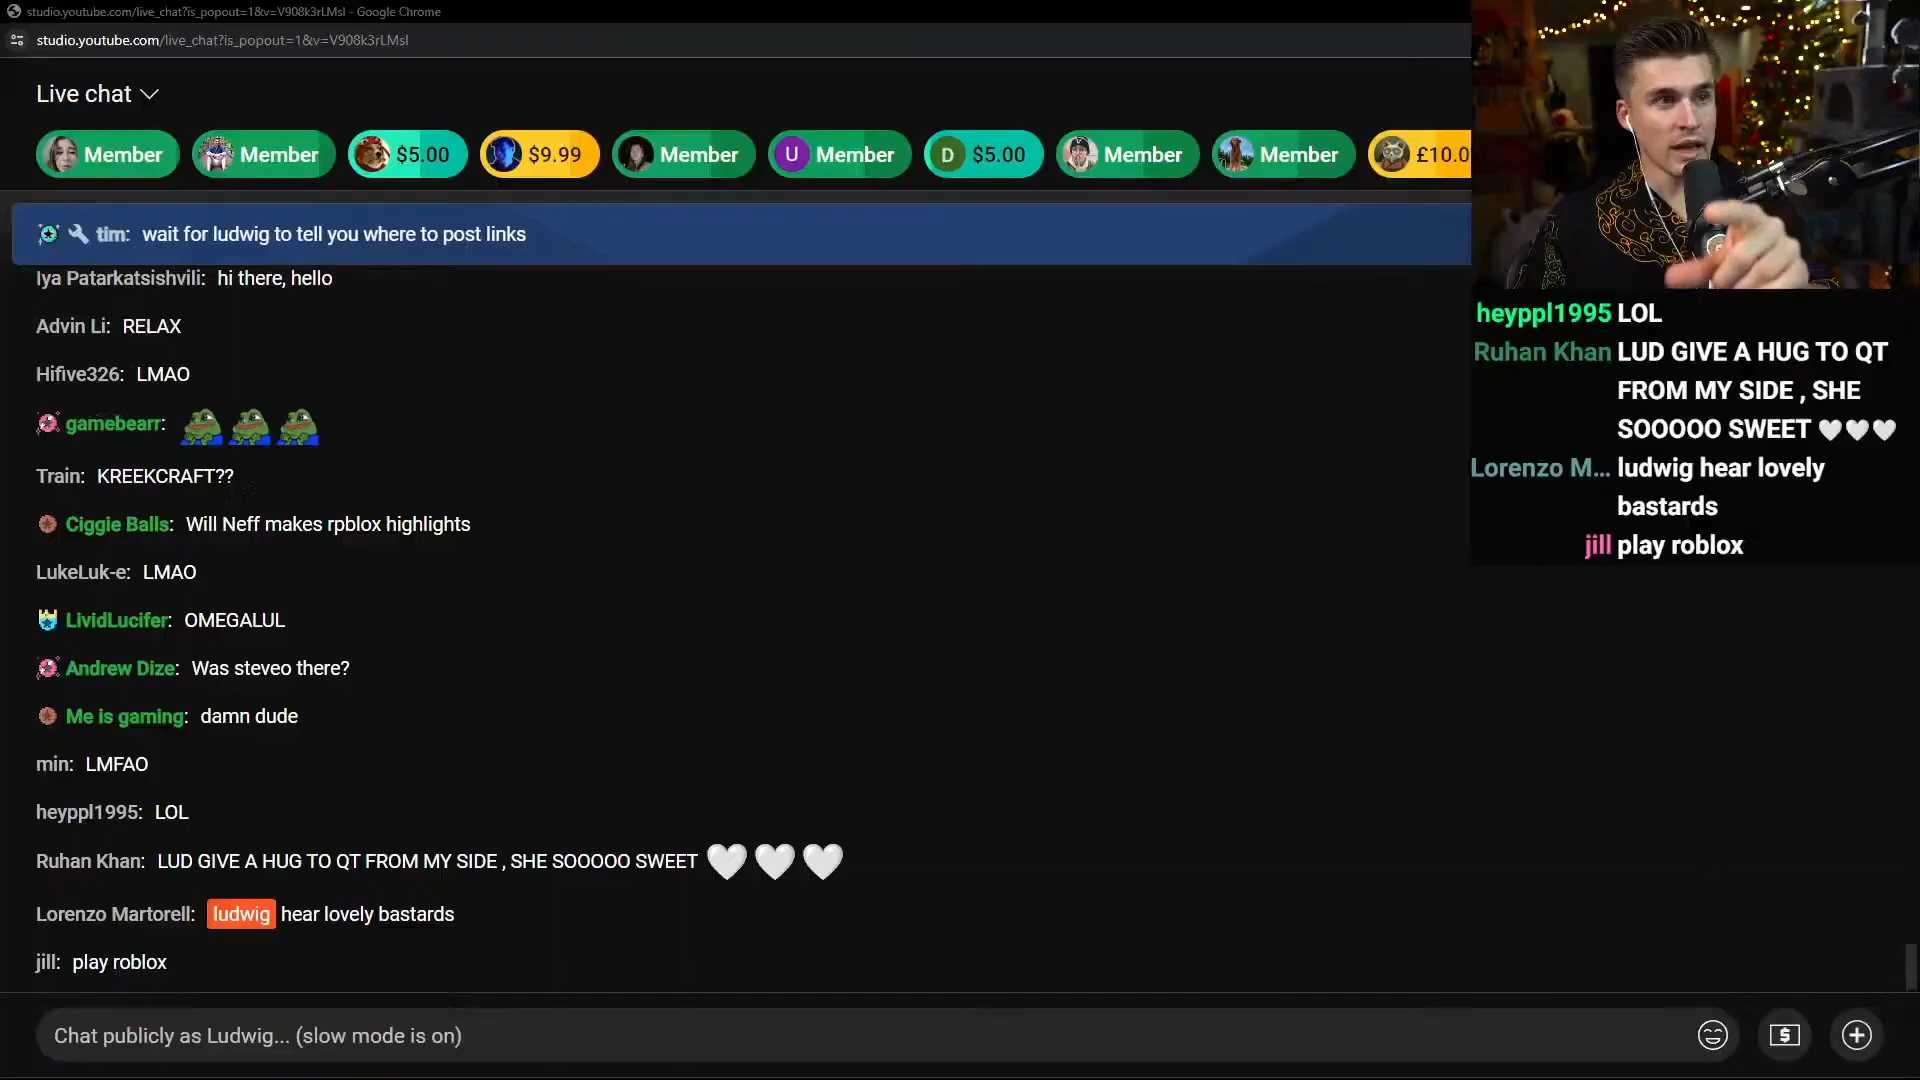 studio.youtube.com/live_chat?is_popout=1&v=V908k3rLMsI - Google Chrome
studio.youtube.com/live_chat?is_popout=1&v=V908k3rLMsI
Live chat
Member
Member
$5.00
$9.99
Member
U Member
D $5.00
Member
Member
£10.0
tim: wait for ludwig to tell you where to post links
Iya Patarkatsishvili: hi there, hello
Advin Li: RELAX
Hifive326: LMAO
gamebearr:
Train: KREEKCRAFT??
Ciggie Balls: Will Neff makes rpblox highlights
LukeLuk-e: LMAO
LividLucifer: OMEGALUL
Andrew Dize: Was steveo there?
Me is gaming: damn dude
min: LMFAO
heyppl1995: LOL
Ruhan Khan: LUD GIVE A HUG TO QT FROM MY SIDE , SHE SOOOOO SWEET 🤍🤍🤍
Lorenzo Martorell: ludwig hear lovely bastards
jill: play roblox
Chat publicly as Ludwig... (slow mode is on)
heyppl1995 LOL
Ruhan Khan LUD GIVE A HUG TO QT
FROM MY SIDE , SHE
SOOOOO SWEET 🤍🤍🤍
Lorenzo M... ludwig hear lovely
bastards
jill play roblox